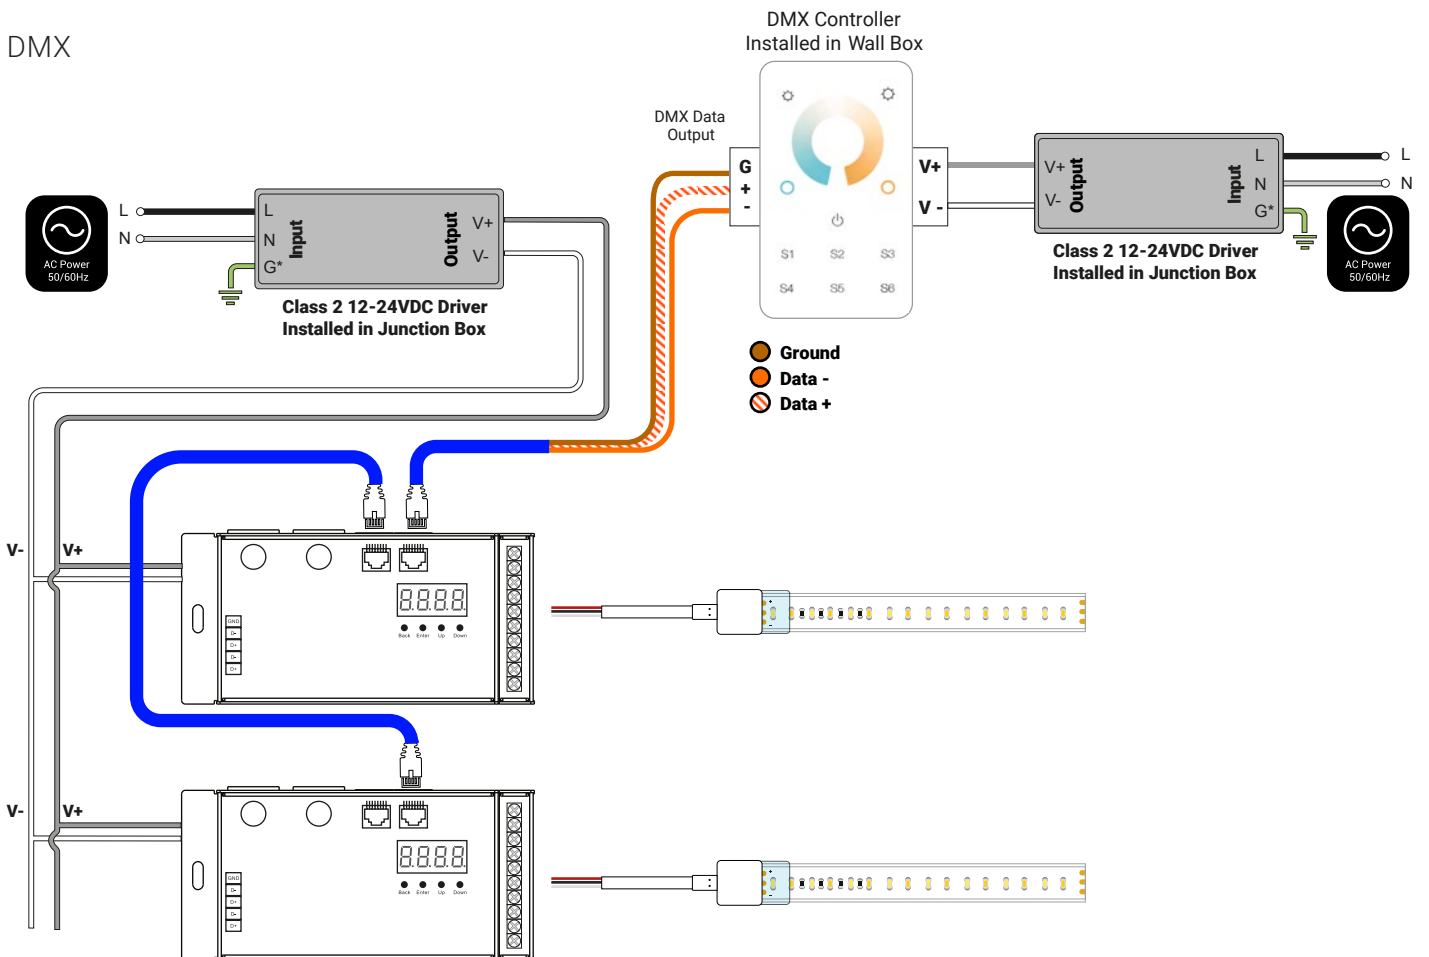 DMX
DMX Controller
Installed in Wall Box
DMX Data
Output
G
+
-
V+
V -
S1 S2 S3
S4 S5 S6
V+
V-
Output
Input
L
N
G*
L
N
AC Power
50/60Hz
Class 2 12-24VDC Driver
Installed in Junction Box
AC Power
50/60Hz
L
N
L
N
G*
Input
Output
V+
V-
Class 2 12-24VDC Driver
Installed in Junction Box
Ground
Data -
Data +
V- V+
8.8.8.8.
Back Enter Up Down
GND
D-
D+
D-
D+
+
-
V- V+
8.8.8.8.
Back Enter Up Down
GND
D-
D+
D-
D+
+
-